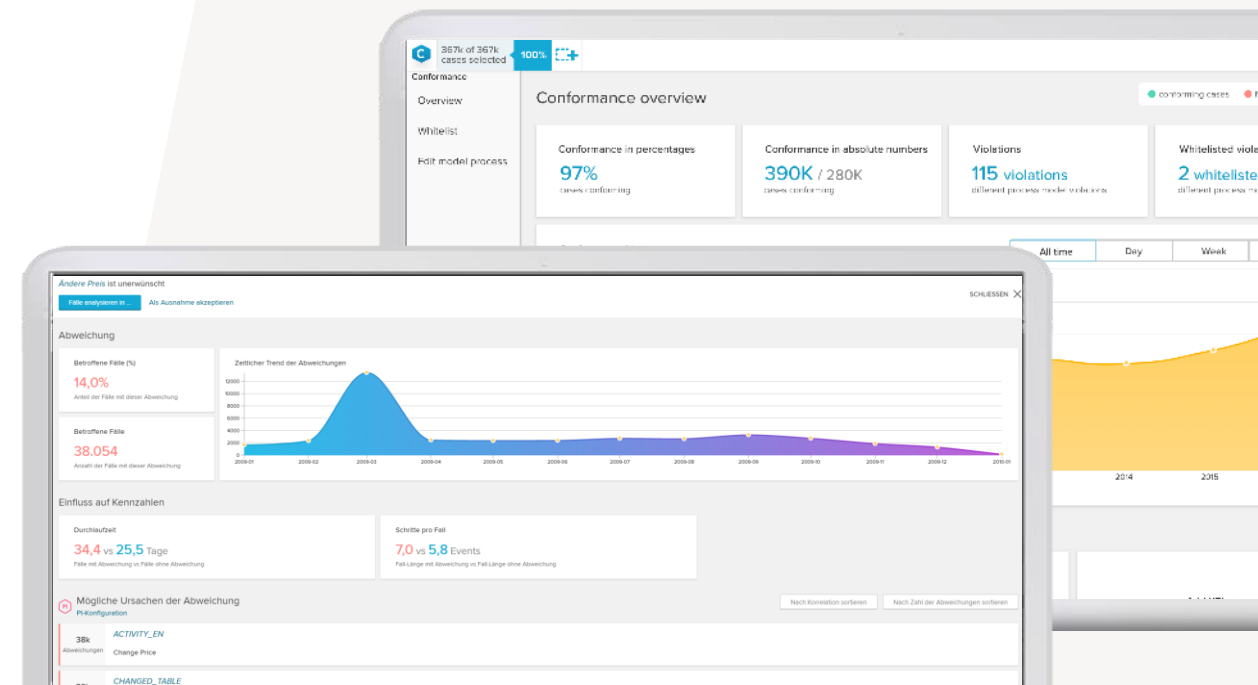 C
367k of 367k
cases selected
100%
Conformance
Overview
Whitelist
Edit model process
Conformance overview
conforming cases
Conformance in percentages
97%
cases conforming
Conformance in absolute numbers
390K / 280K
cases conforming
Violations
115 violations
different process model violations
Whitelisted viola
2 whiteliste
different process m
All time
Day
Week
2014
2015
Ändere Preis ist unerwünscht
Fälle analysieren in ...
Als Ausnahme akzeptieren
SCHLIESSEN
Abweichung
Betroffene Fälle (%)
14,0%
Anteil der Fälle mit dieser Abweichung
Betroffene Fälle
38.054
Anzahl der Fälle mit dieser Abweichung
Zeitlicher Trend der Abweichungen
12000
10000
8000
6000
4000
2000
0
2009-01
2009-02
2009-03
2009-04
2009-05
2009-06
2009-07
2009-08
2009-09
2009-10
2009-11
2009-12
2010-01
Einfluss auf Kennzahlen
Durchlaufzeit
34,4 vs 25,5 Tage
Fälle mit Abweichung vs Fälle ohne Abweichung
Schritte pro Fall
7,0 vs 5,8 Events
Fall-Länge mit Abweichung vs Fall-Länge ohne Abweichung
PI
Mögliche Ursachen der Abweichung
PI-Konfiguration
Nach Korrelation sortieren
Nach Zahl der Abweichungen sortieren
38k
Abweichungen
ACTIVITY_EN
Change Price
CHANGED_TABLE